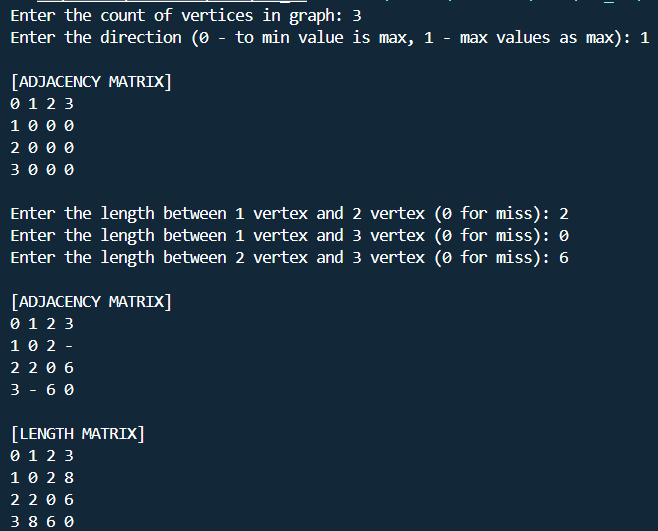 Enter the count of vertices in graph: 3
Enter the direction (0 - to min value is max, 1 - max values as max): 1
[ADJACENCY MATRIX]
0 1 2 3
1 0 0 0
2 0 0 0
3 0 0 0
Enter the length between 1 vertex and 2 vertex (0 for miss): 2
Enter the length between 1 vertex and 3 vertex (0 for miss): 0
Enter the length between 2 vertex and 3 vertex (0 for miss): 6
[ADJACENCY MATRIX]
0 1 2 3
1 0 2 -
2 2 0 6
3 - 6 0
[LENGTH MATRIX]
0 1 2 3
1 0 2 8
2 2 0 6
3 8 6 0